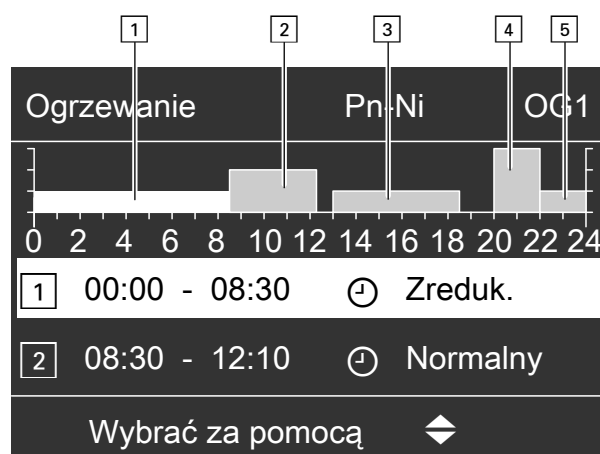 1 2 3 4 5
Ogrzewanie Pn-Ni OG1
0 2 4 6 8 10 12 14 16 18 20 22 24
1 00:00 - 08:30 Zreduk.
2 08:30 - 12:10 Normalny
Wybrać za pomocą